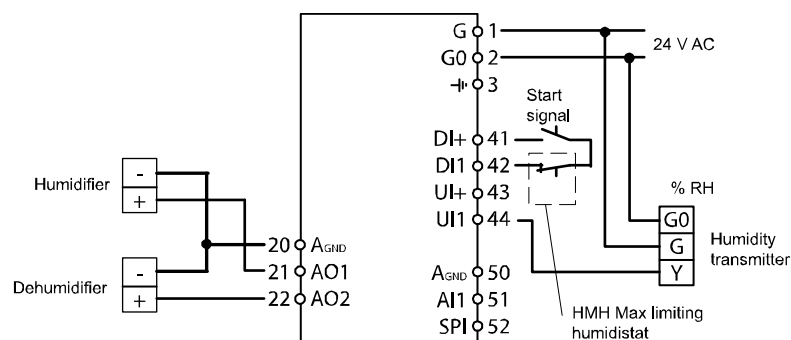 G 1
24 V AC
G0 2
3
Start
signal
DI+ 41
DI1 42
UI+ 43
UI1 44
% RH
G0
G
Y
Humidity
transmitter
Humidifier
-
+
20 AGND
21 AO1
22 AO2
Dehumidifier
-
+
AGND 50
AI1 51
SPI 52
HMH Max limiting
humidistat